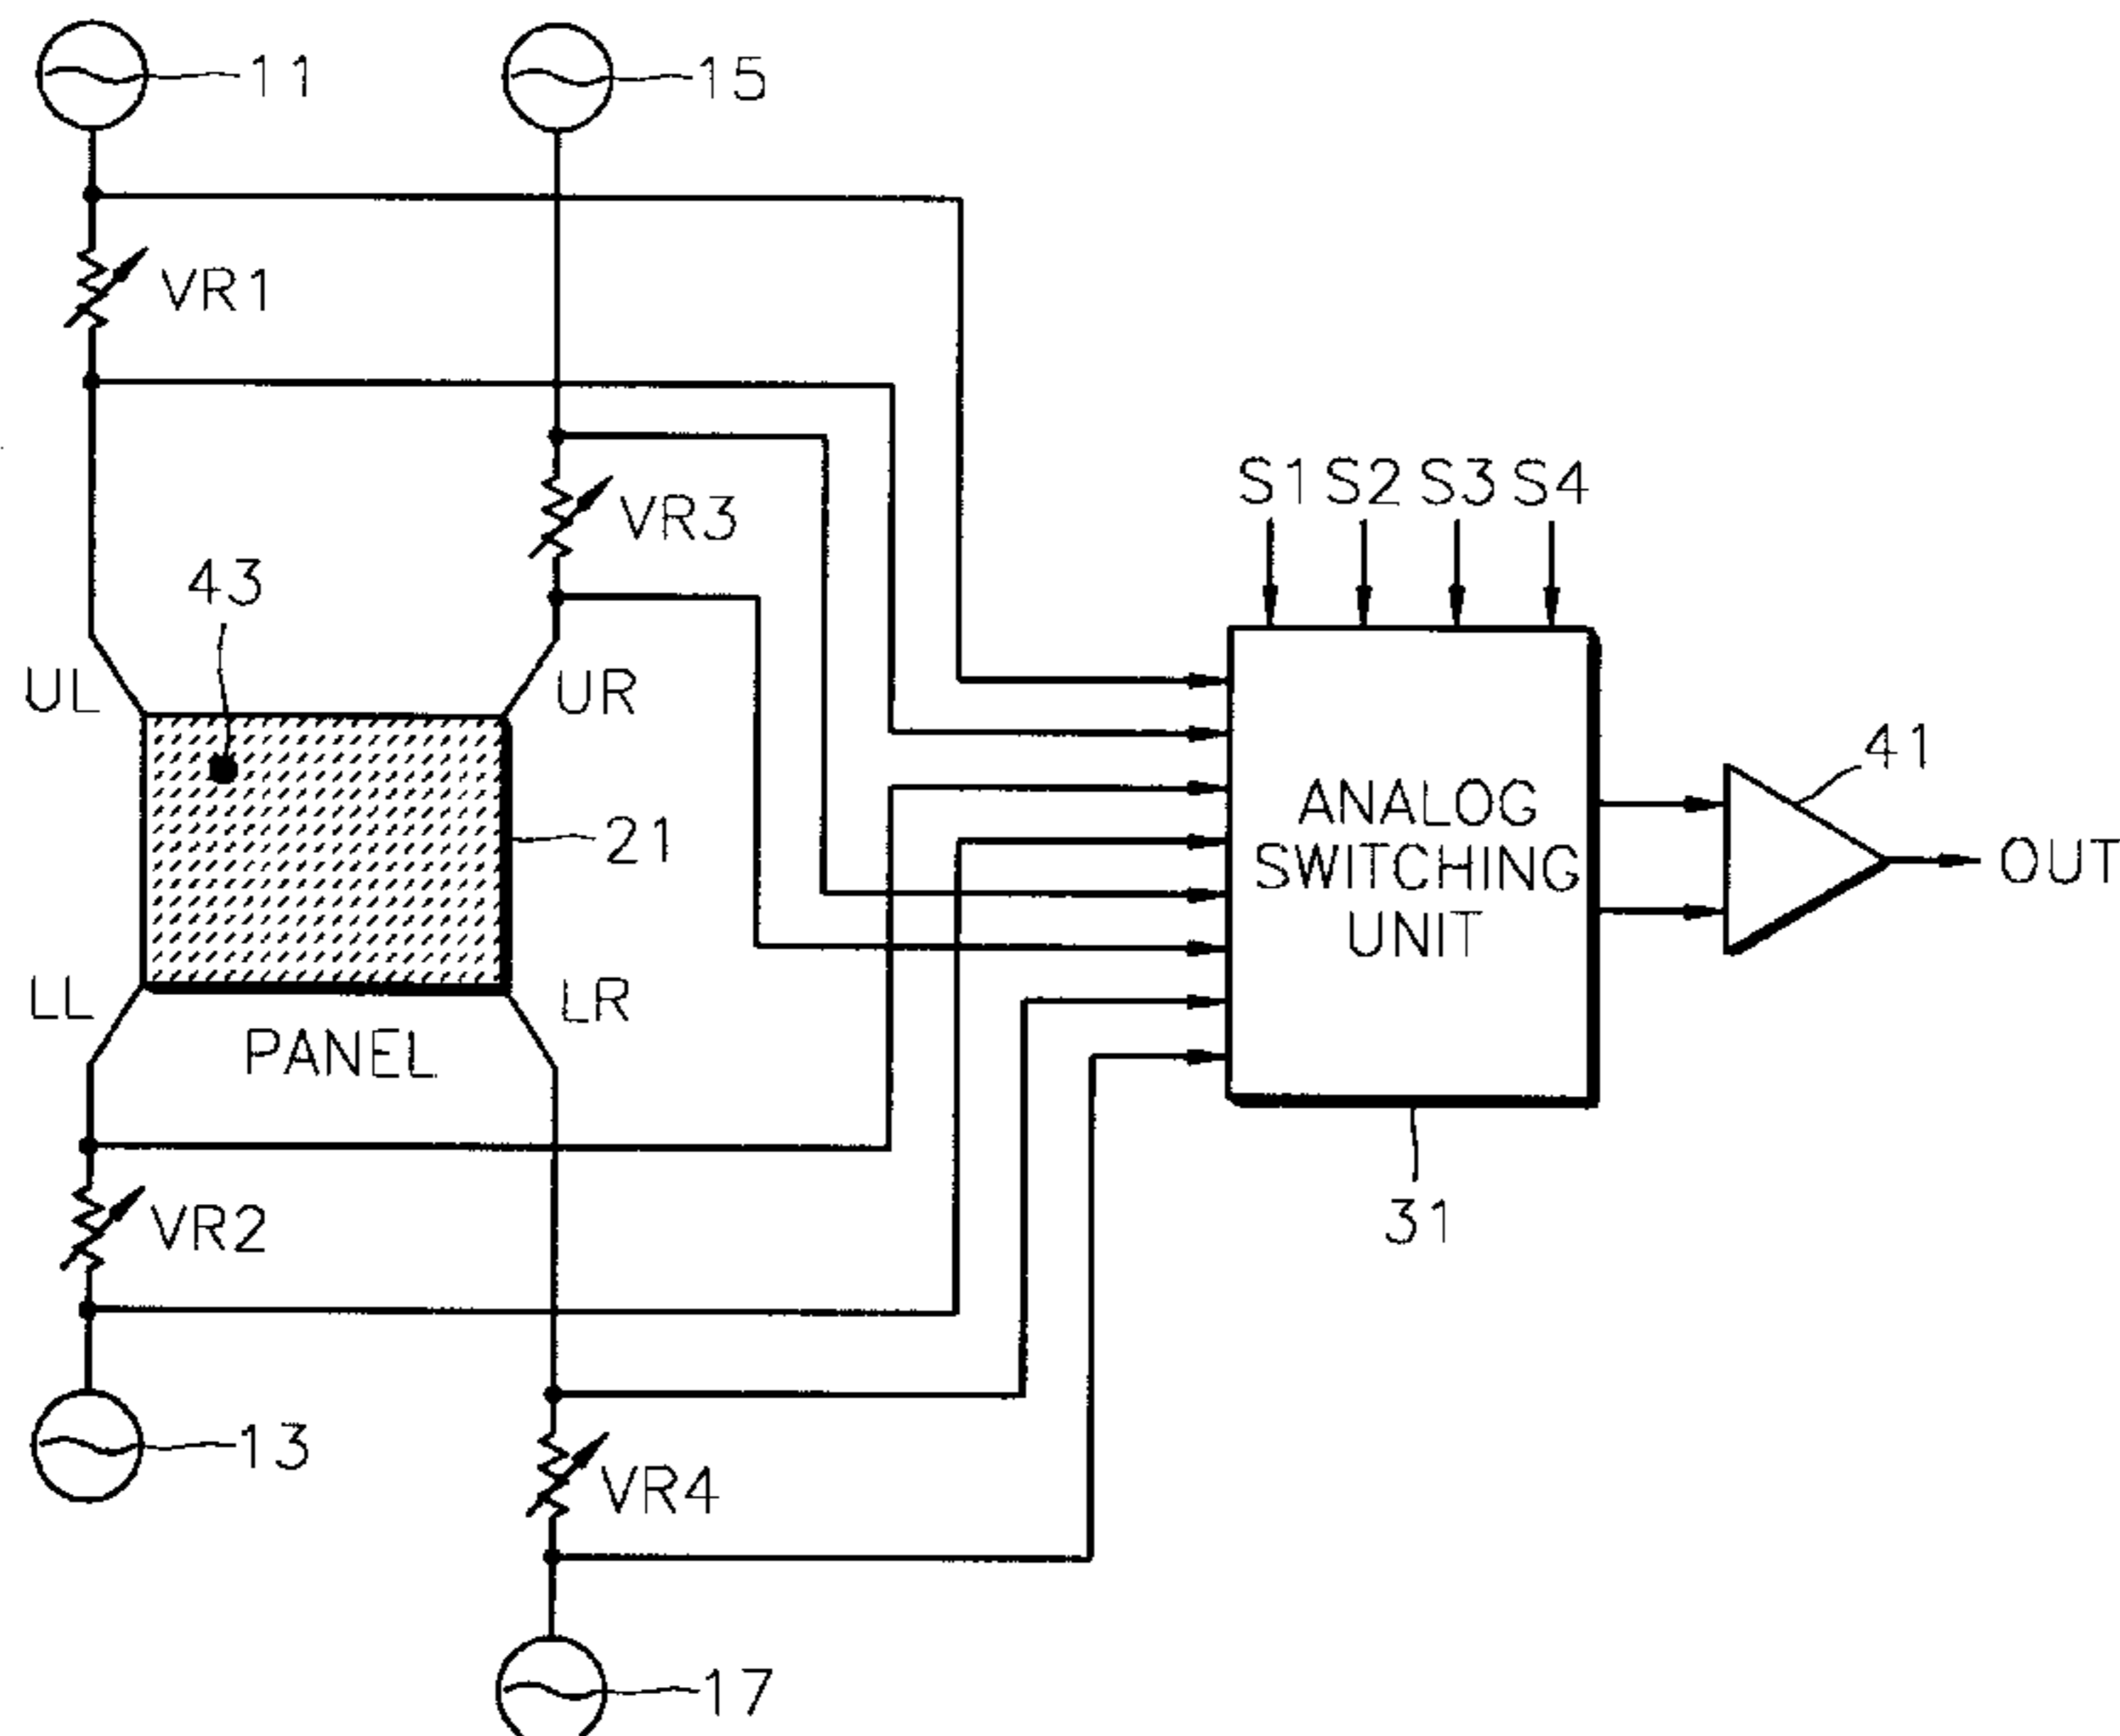 11
15
VR1
VR3
S1 S2 S3 S4
43
UL
UR
41
ANALOG
SWITCHING
UNIT
21
OUT
LL
LR
PANEL
VR2
31
13
VR4
17